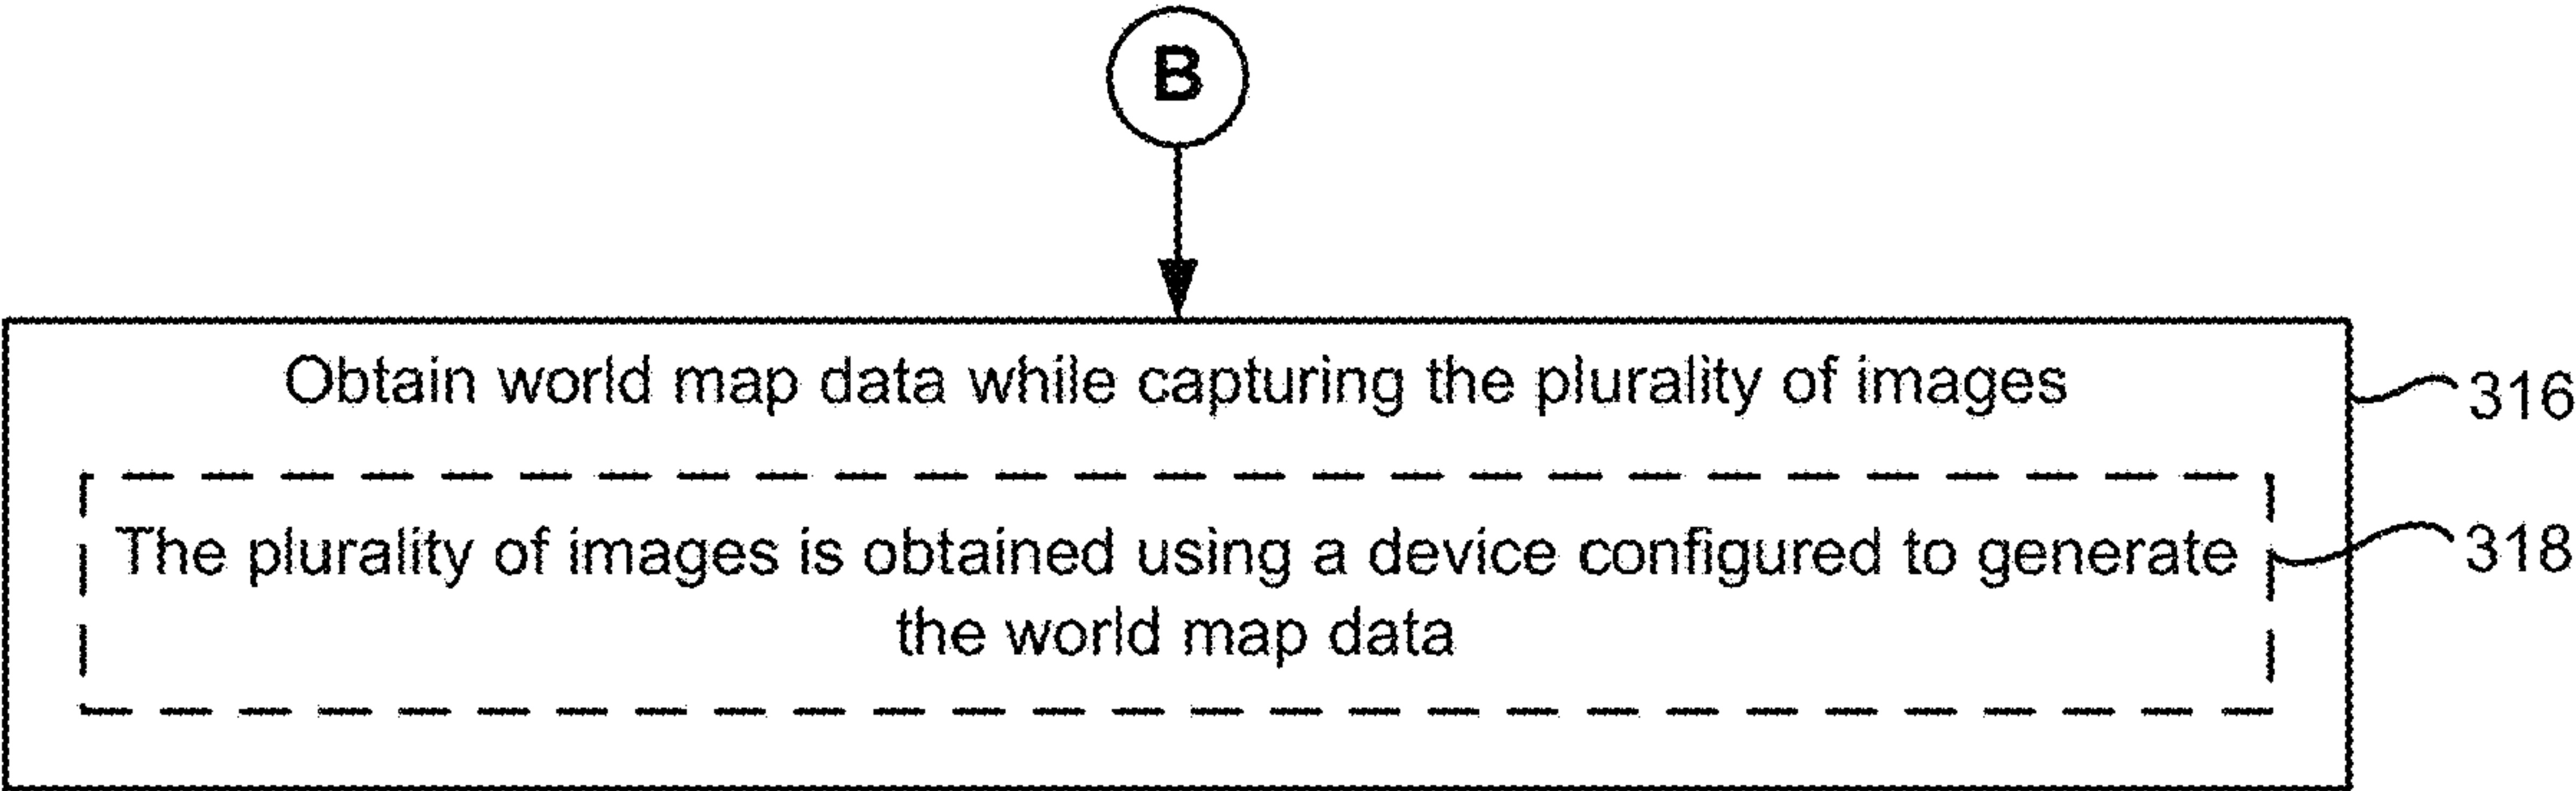 B
Obtain world map data while capturing the plurality of images
316
The plurality of images is obtained using a device configured to generate
318
the world map data